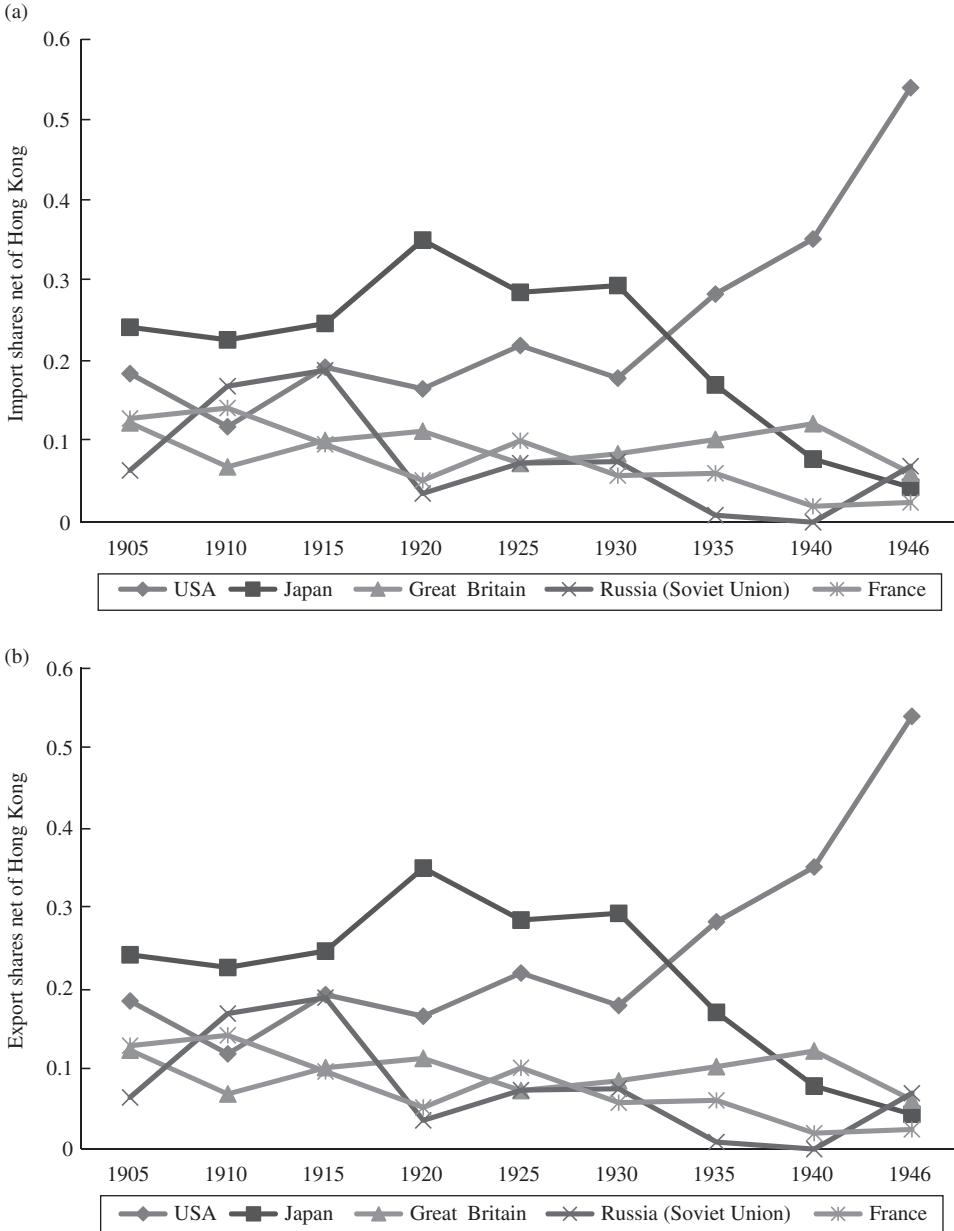 (a)
0.6
0.5
0.4
0.3
0.2
0.1
0
Import shares net of Hong Kong
1905 1910 1915 1920 1925 1930 1935 1940 1946
USA Japan Great Britain Russia (Soviet Union) France
(b)
0.6
0.5
0.4
0.3
0.2
0.1
0
Export shares net of Hong Kong
1905 1910 1915 1920 1925 1930 1935 1940 1946
USA Japan Great Britain Russia (Soviet Union) France